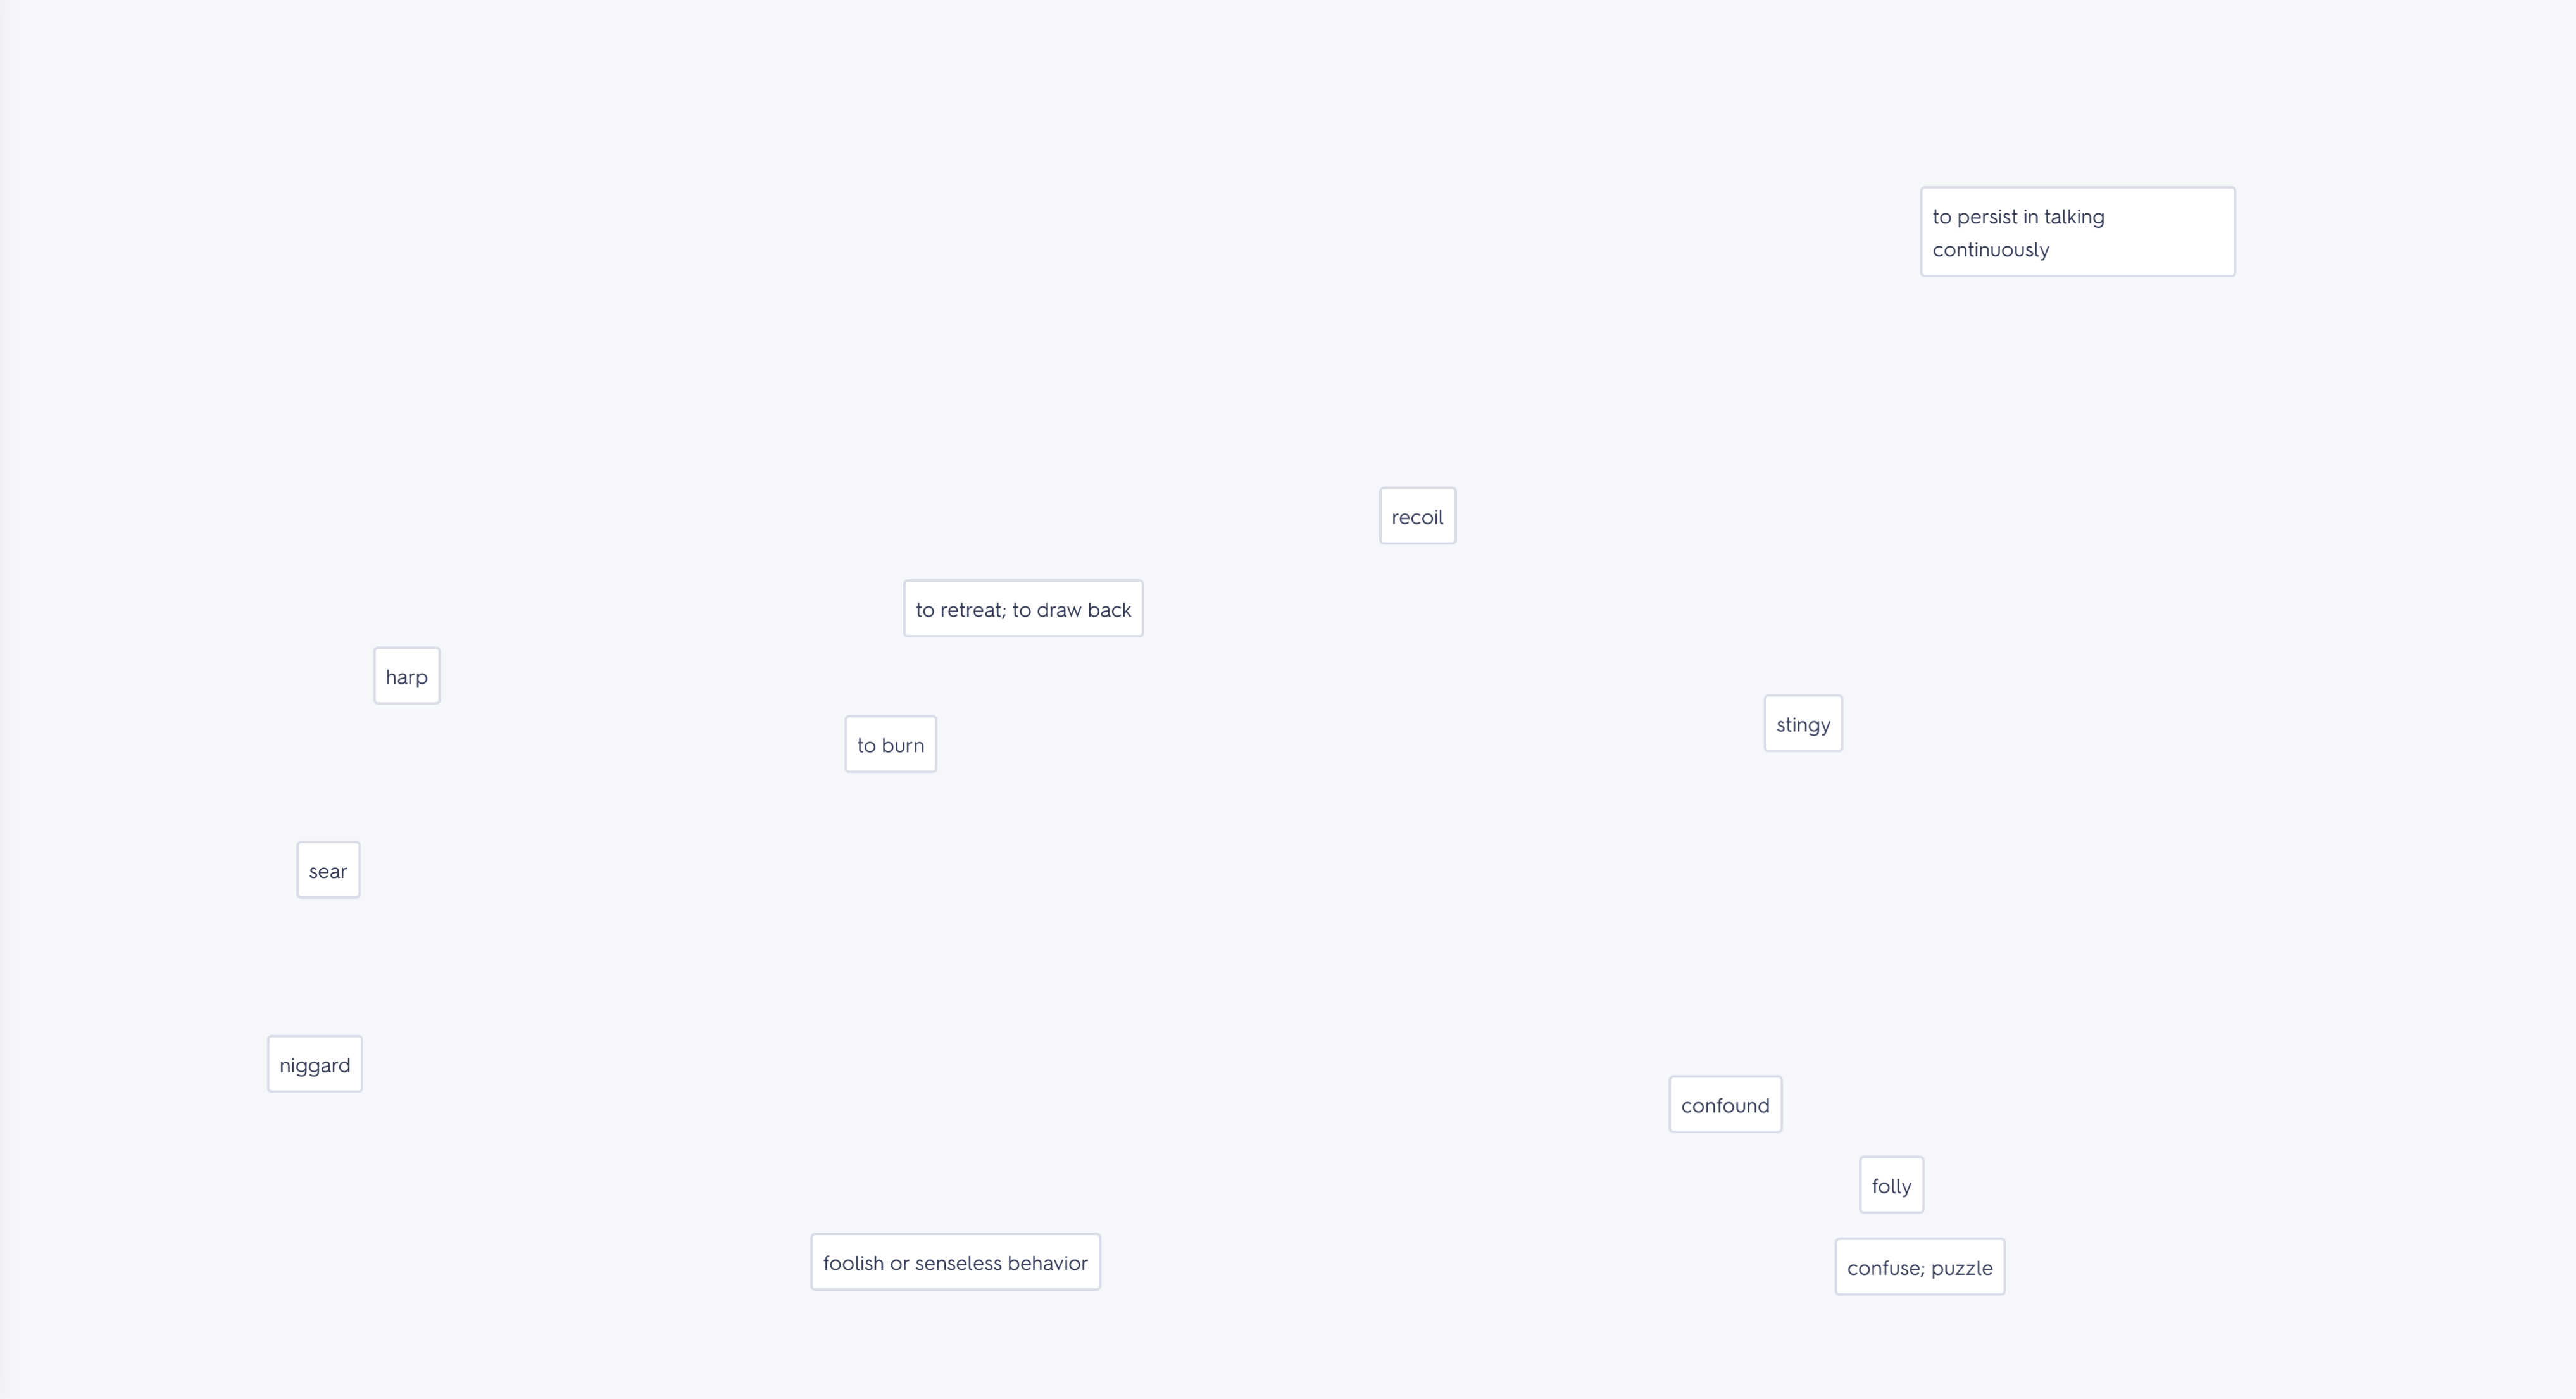 to persist in talking
continuously
recoil
to retreat; to draw back
harp
stingy
to burn
sear
niggard
confound
folly
foolish or senseless behavior
confuse; puzzle